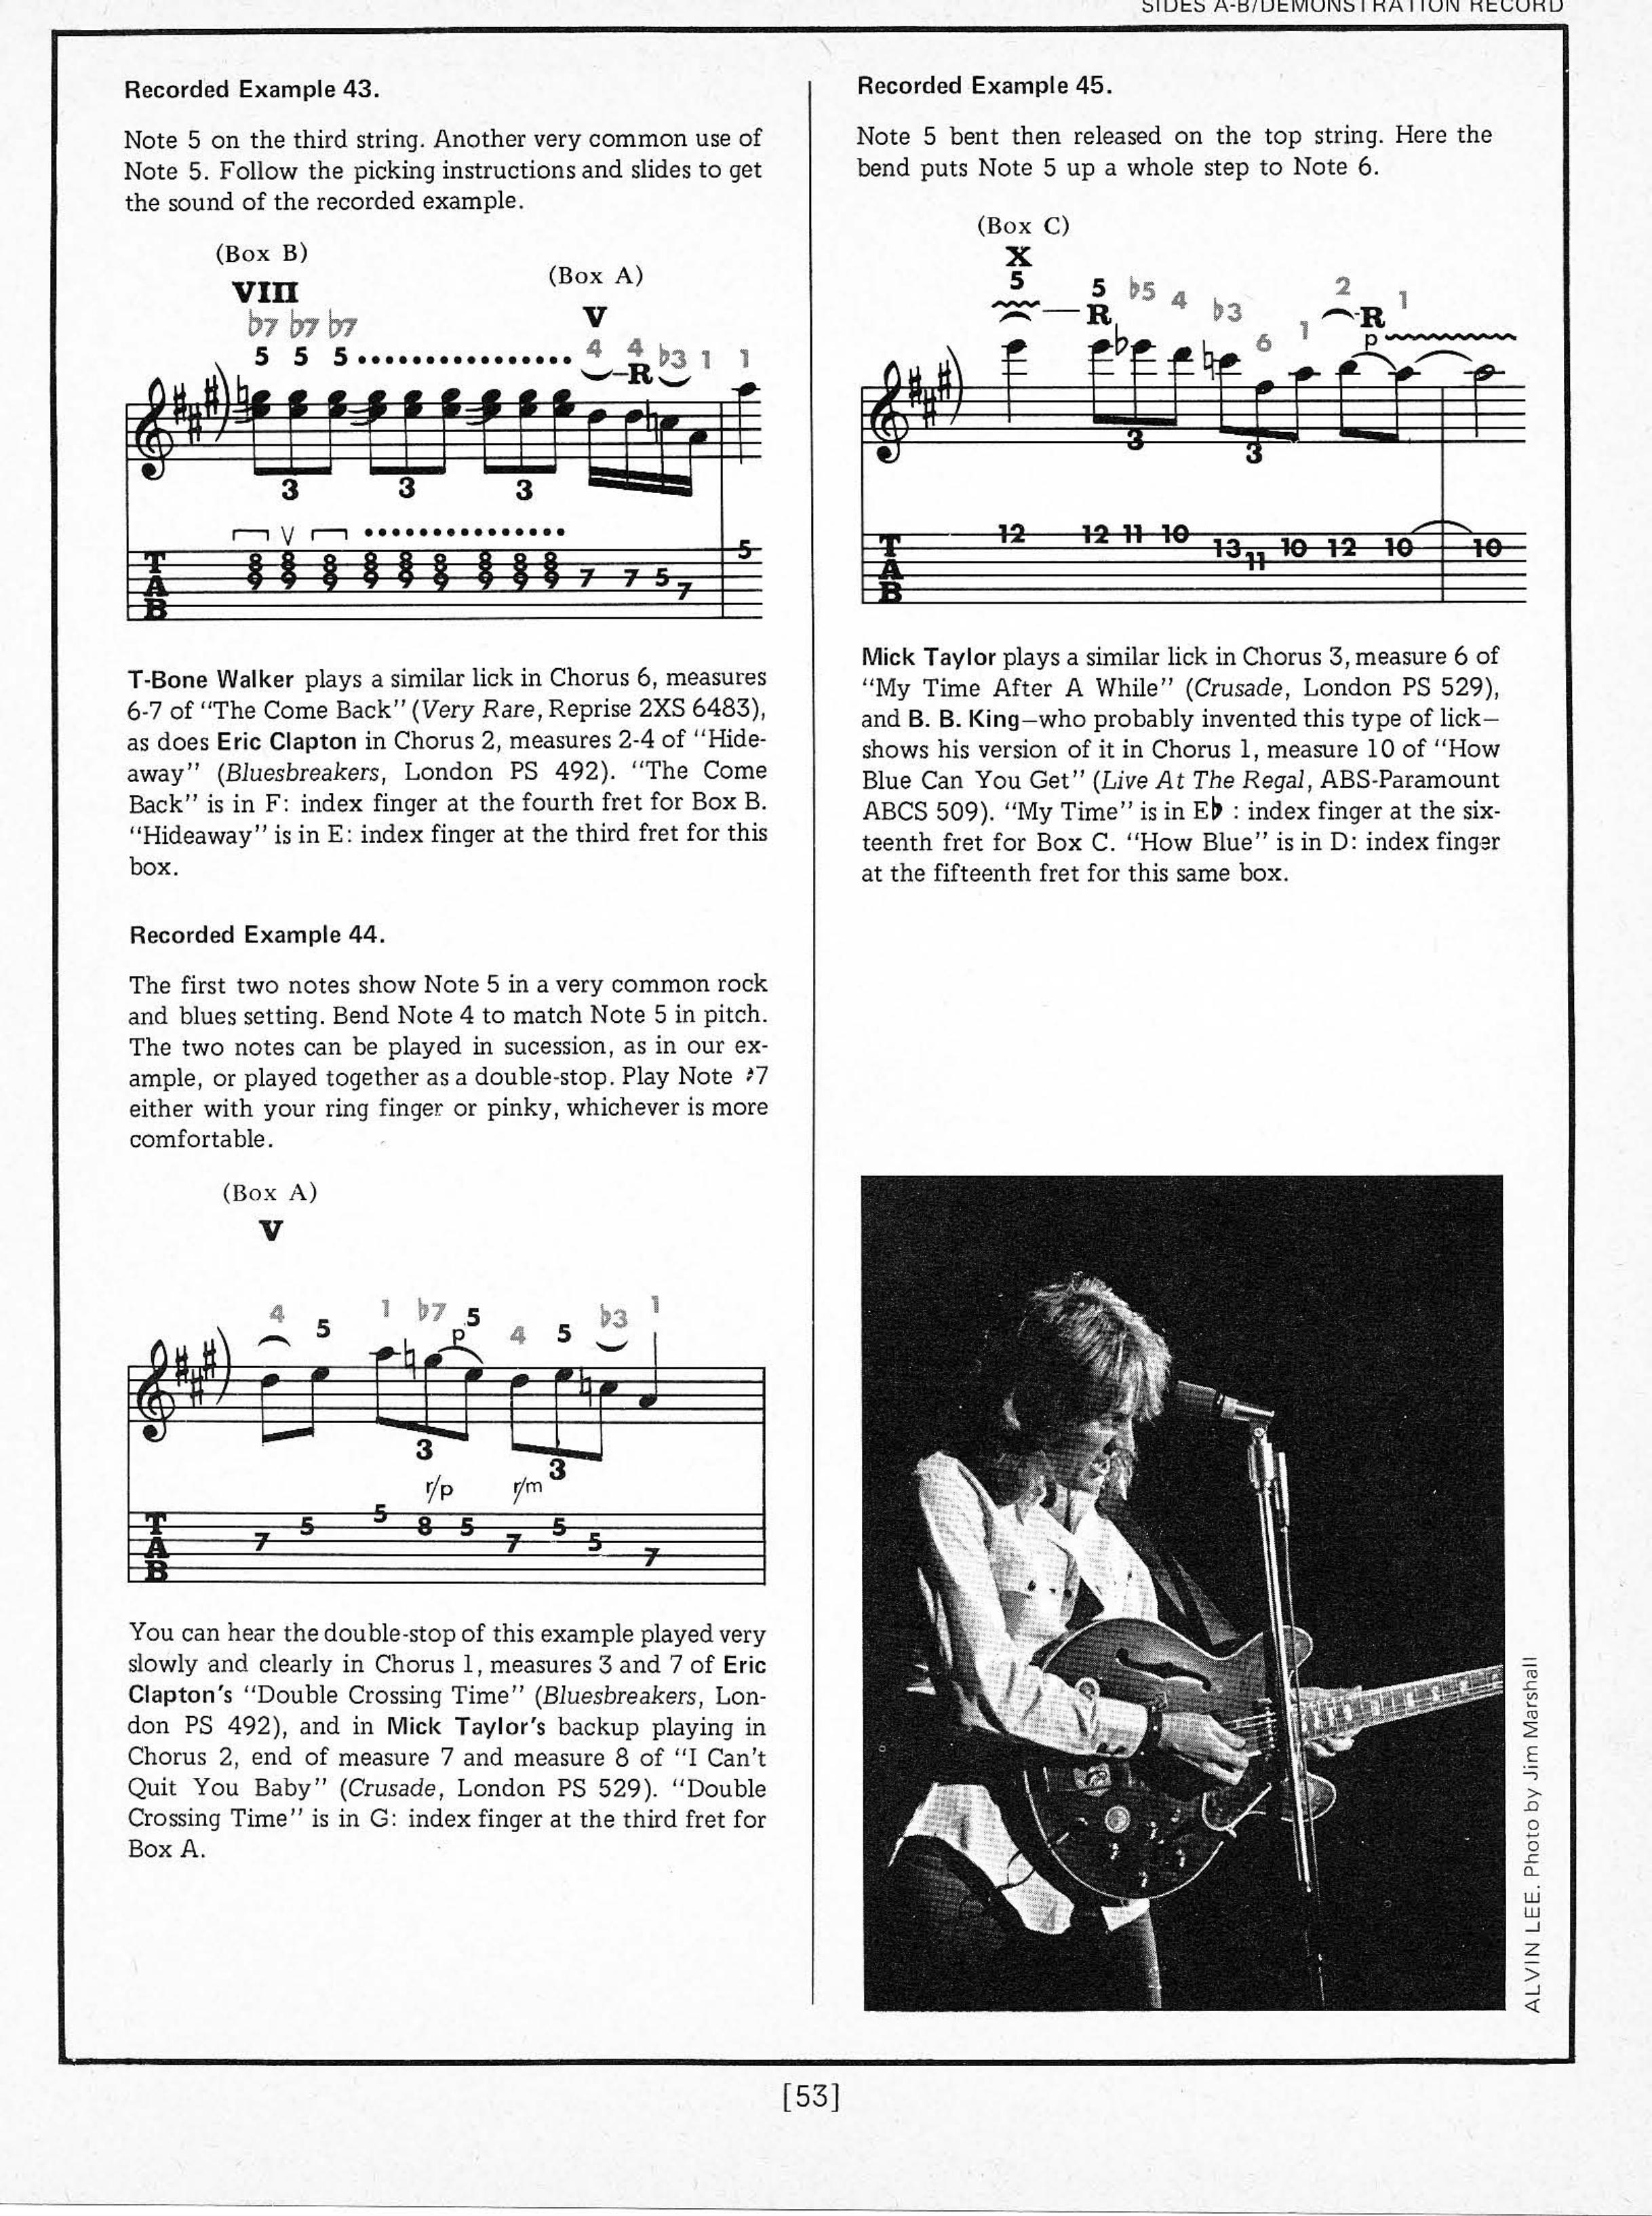 SIDES A-B/DEMONSTRATION RECORD
Recorded Example 43.
Note 5 on the third string. Another very common use of
Note 5. Follow the picking instructions and slides to get
the sound of the recorded example.
(Box B)
(Box A)
VIII
V
♭7 ♭7 ♭7
4 4 ♭3 1 1
5 5 5
R
3 3 3
V
T
A
B
8 8 8 8 8 8 8 8 8
9 9 9 9 9 9 9 9 9 7 7 5 7 5
T-Bone Walker plays a similar lick in Chorus 6, measures
6-7 of “The Come Back” (Very Rare, Reprise 2XS 6483),
as does Eric Clapton in Chorus 2, measures 2-4 of “Hide-
away” (Bluesbreakers, London PS 492). “The Come
Back” is in F: index finger at the fourth fret for Box B.
“Hideaway” is in E: index finger at the third fret for this
box.
Recorded Example 44.
The first two notes show Note 5 in a very common rock
and blues setting. Bend Note 4 to match Note 5 in pitch.
The two notes can be played in sucession, as in our ex-
ample, or played together as a double-stop. Play Note ♭7
either with your ring finger or pinky, whichever is more
comfortable.
(Box A)
V
4 5 1 ♭7 5 4 5 ♭3 1
p
3 3
r/p r/m
T
A
B
7 5 5 8 5 7 5 5 7
You can hear the double-stop of this example played very
slowly and clearly in Chorus 1, measures 3 and 7 of Eric
Clapton’s “Double Crossing Time” (Bluesbreakers, Lon-
don PS 492), and in Mick Taylor’s backup playing in
Chorus 2, end of measure 7 and measure 8 of “I Can’t
Quit You Baby” (Crusade, London PS 529). “Double
Crossing Time” is in G: index finger at the third fret for
Box A.
Recorded Example 45.
Note 5 bent then released on the top string. Here the
bend puts Note 5 up a whole step to Note 6.
(Box C)
X
5 5 ♭5 4 ♭3 6 1 2 1
R R
p
3 3
T
A
B
12 12 11 10 13 11 10 12 10 10
Mick Taylor plays a similar lick in Chorus 3, measure 6 of
“My Time After A While” (Crusade, London PS 529),
and B. B. King—who probably invented this type of lick—
shows his version of it in Chorus 1, measure 10 of “How
Blue Can You Get” (Live At The Regal, ABS-Paramount
ABCS 509). “My Time” is in E♭ : index finger at the six-
teenth fret for Box C. “How Blue” is in D: index finger
at the fifteenth fret for this same box.
ALVIN LEE. Photo by Jim Marshall
[53]